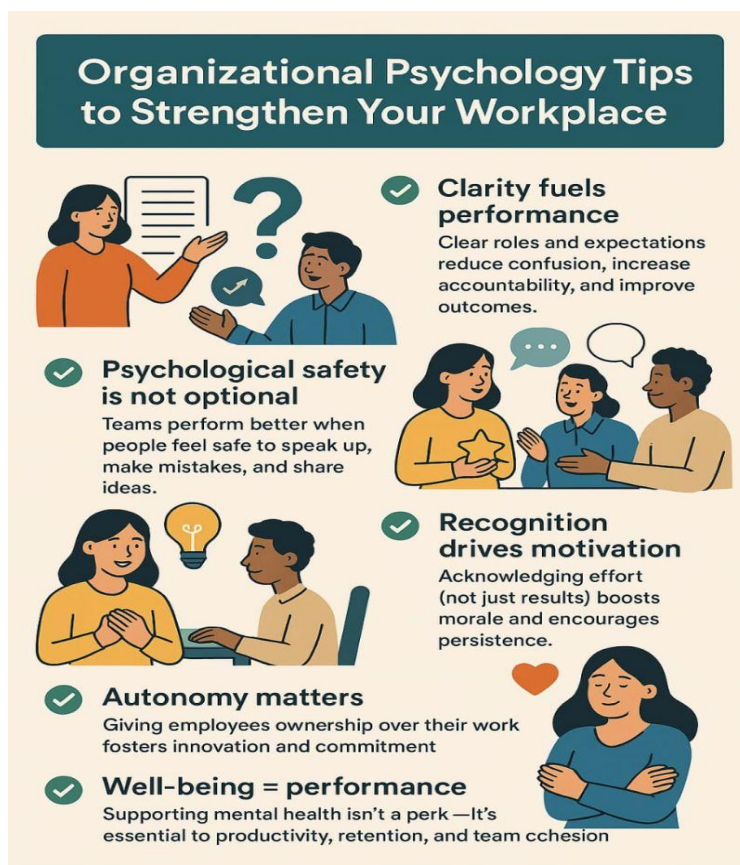 Organizational Psychology Tips
to Strengthen Your Workplace
Clarity fuels
performance
Clear roles and expectations
reduce confusion, increase
accountability, and improve
outcomes.
Psychological safety
is not optional
Teams perform better when
people feel safe to speak up,
make mistakes, and share
ideas.
Recognition
drives motivation
Acknowledging effort
(not just results) boosts
morale and encourages
persistence.
Autonomy matters
Giving employees ownership over their work
fosters innovation and commitment
Well-being = performance
Supporting mental health isn't a perk —It's
essential to productivity, retention, and team cchesion